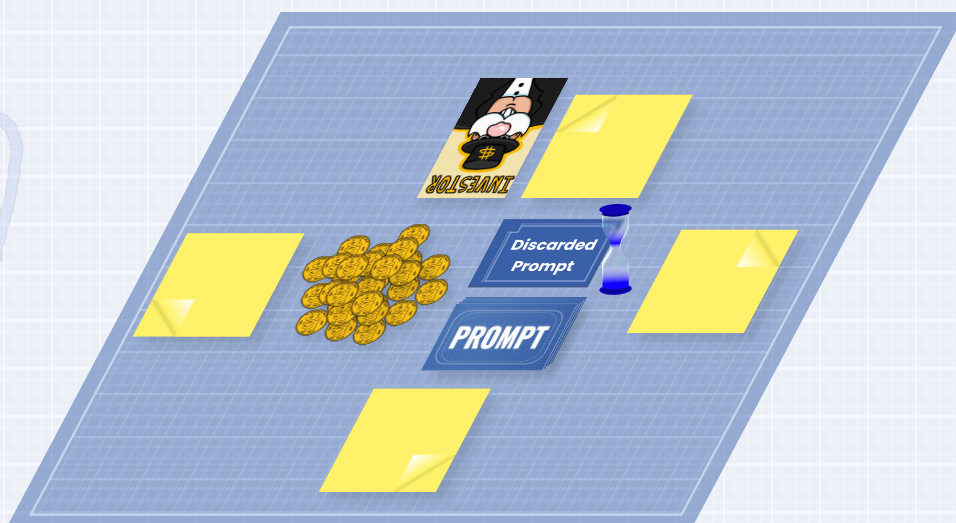 INVESTOR
$
Discarded
Prompt
PROMPT